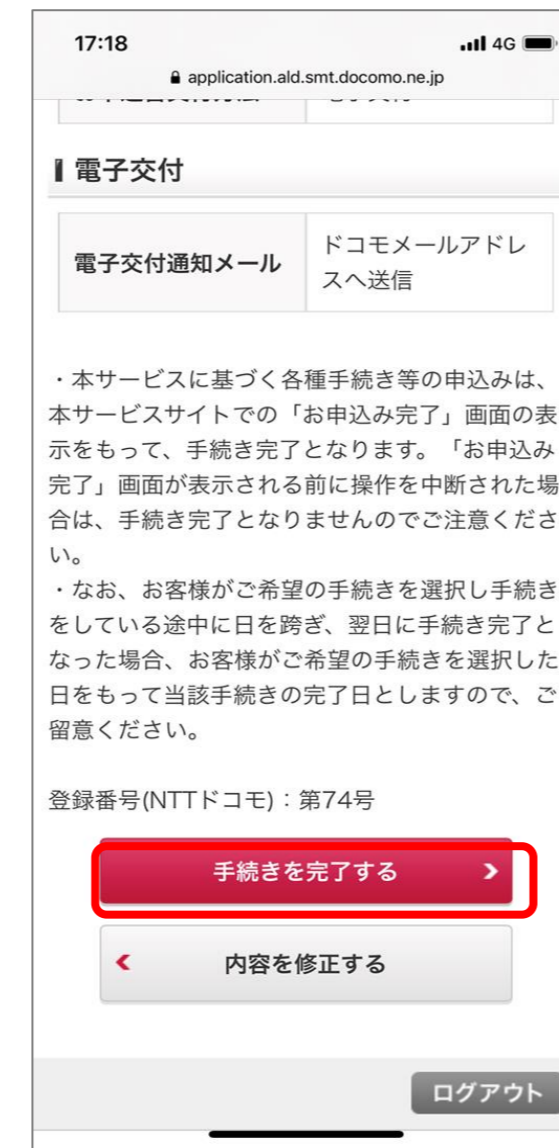 17:18
4G
application.ald.smt.docomo.ne.jp
電子交付
電子交付通知メール
ドコモメールアドレ
スへ送信
・本サービスに基づく各種手続き等の申込みは、
本サービスサイトでの「お申込み完了」画面の表
示をもって、手続き完了となります。「お申込み
完了」画面が表示される前に操作を中断された場
合は、手続き完了となりませんのでご注意くださ
い。
・なお、お客様がご希望の手続きを選択し手続き
をしている途中に日を跨ぎ、翌日に手続き完了と
なった場合、お客様がご希望の手続きを選択した
日をもって当該手続きの完了日としますので、ご
留意ください。
登録番号(NTTドコモ)：第74号
手続きを完了する
内容を修正する
ログアウト